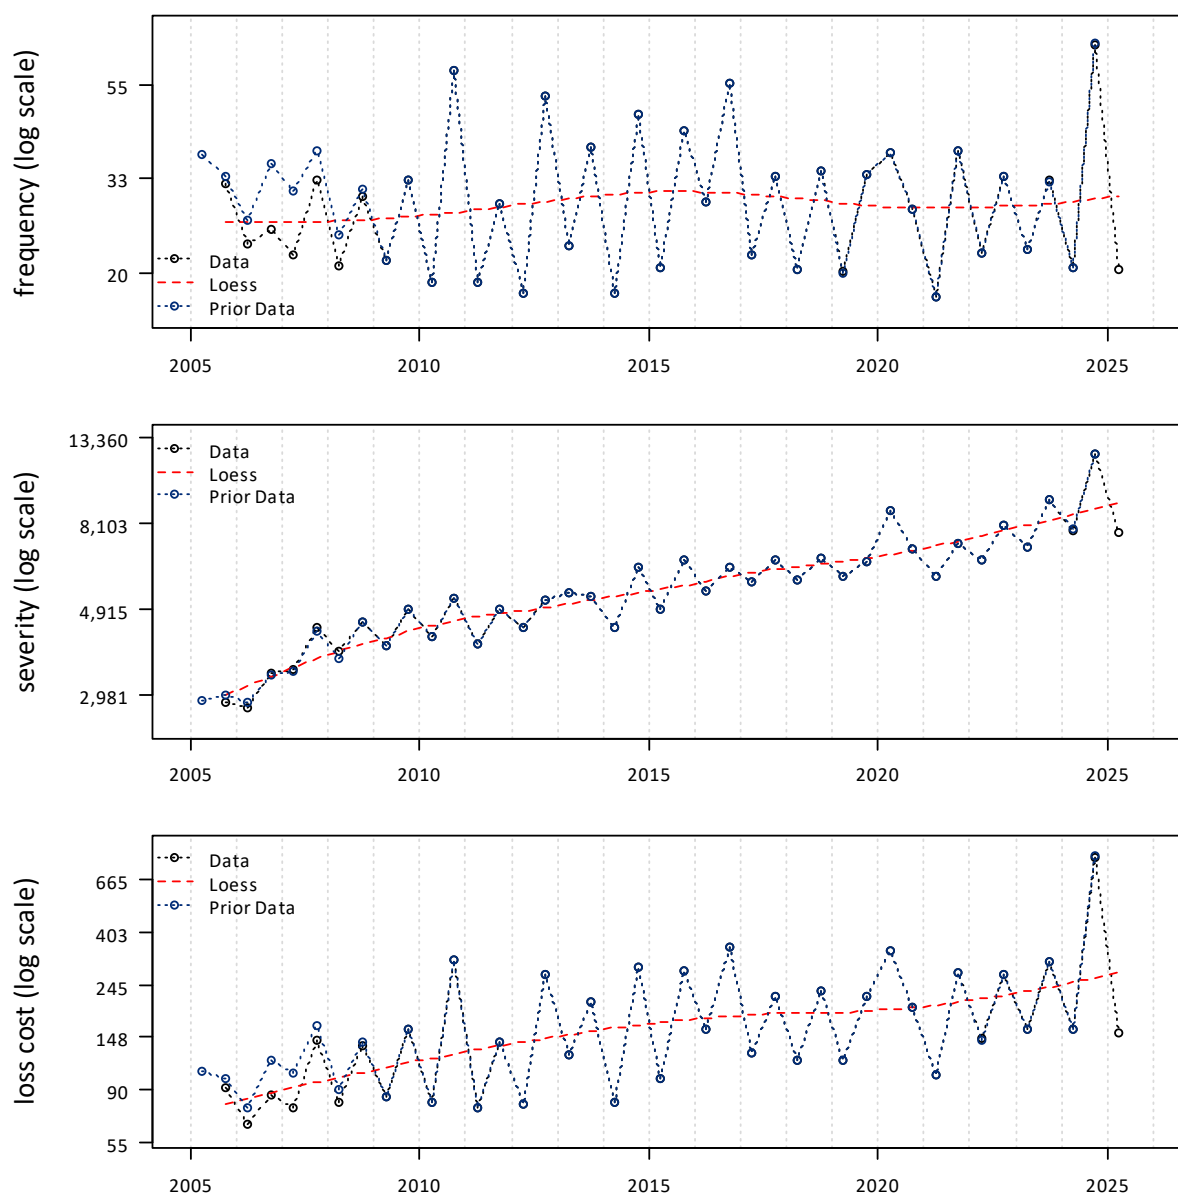 frequency (log scale)
55
33
20
Data
Loess
Prior Data
2005 2010 2015 2020 2025
severity (log scale)
13,360
8,103
4,915
2,981
Data
Loess
Prior Data
2005 2010 2015 2020 2025
loss cost (log scale)
665
403
245
148
90
55
Data
Loess
Prior Data
2005 2010 2015 2020 2025